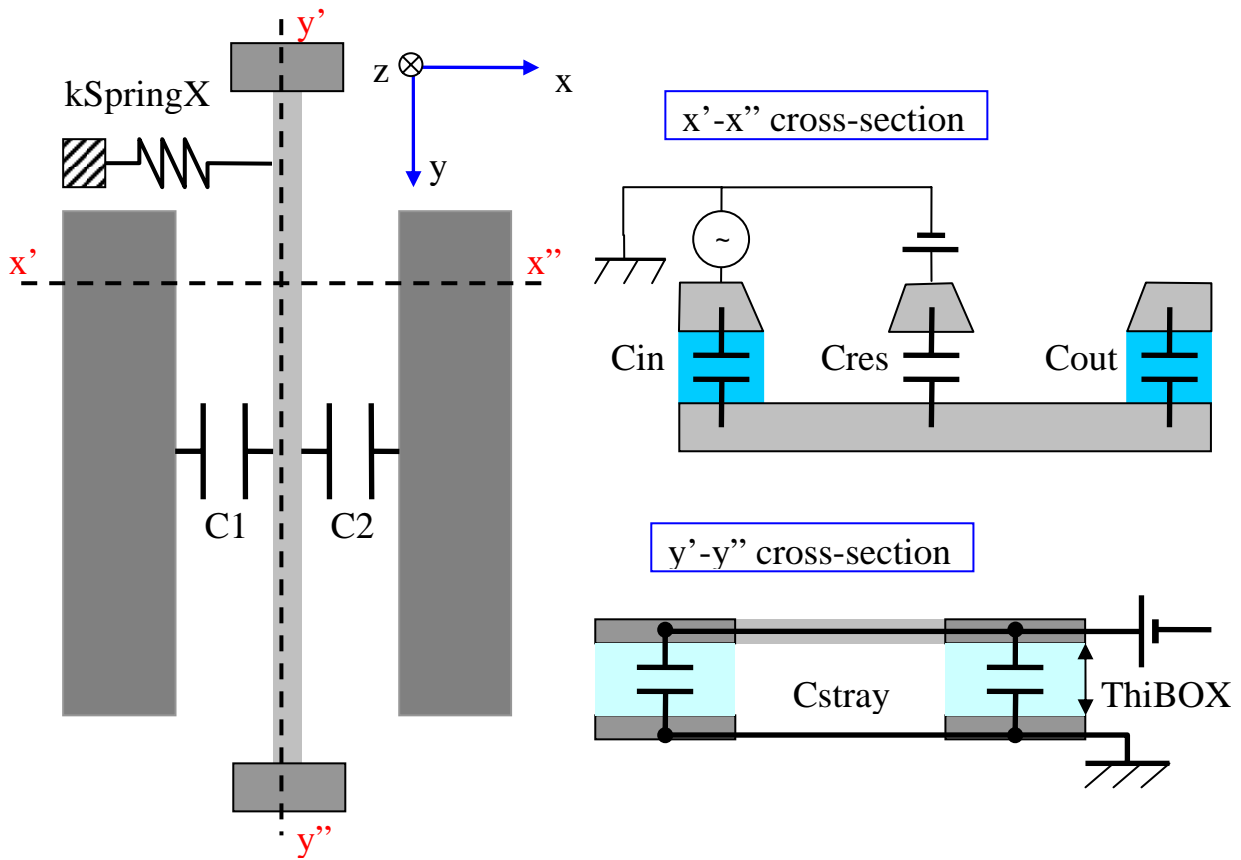 y’
z
x
kSpringX
y
x’
x”
C1
C2
y”
x’-x” cross-section
~
Cin
Cres
Cout
y’-y” cross-section
Cstray
ThiBOX